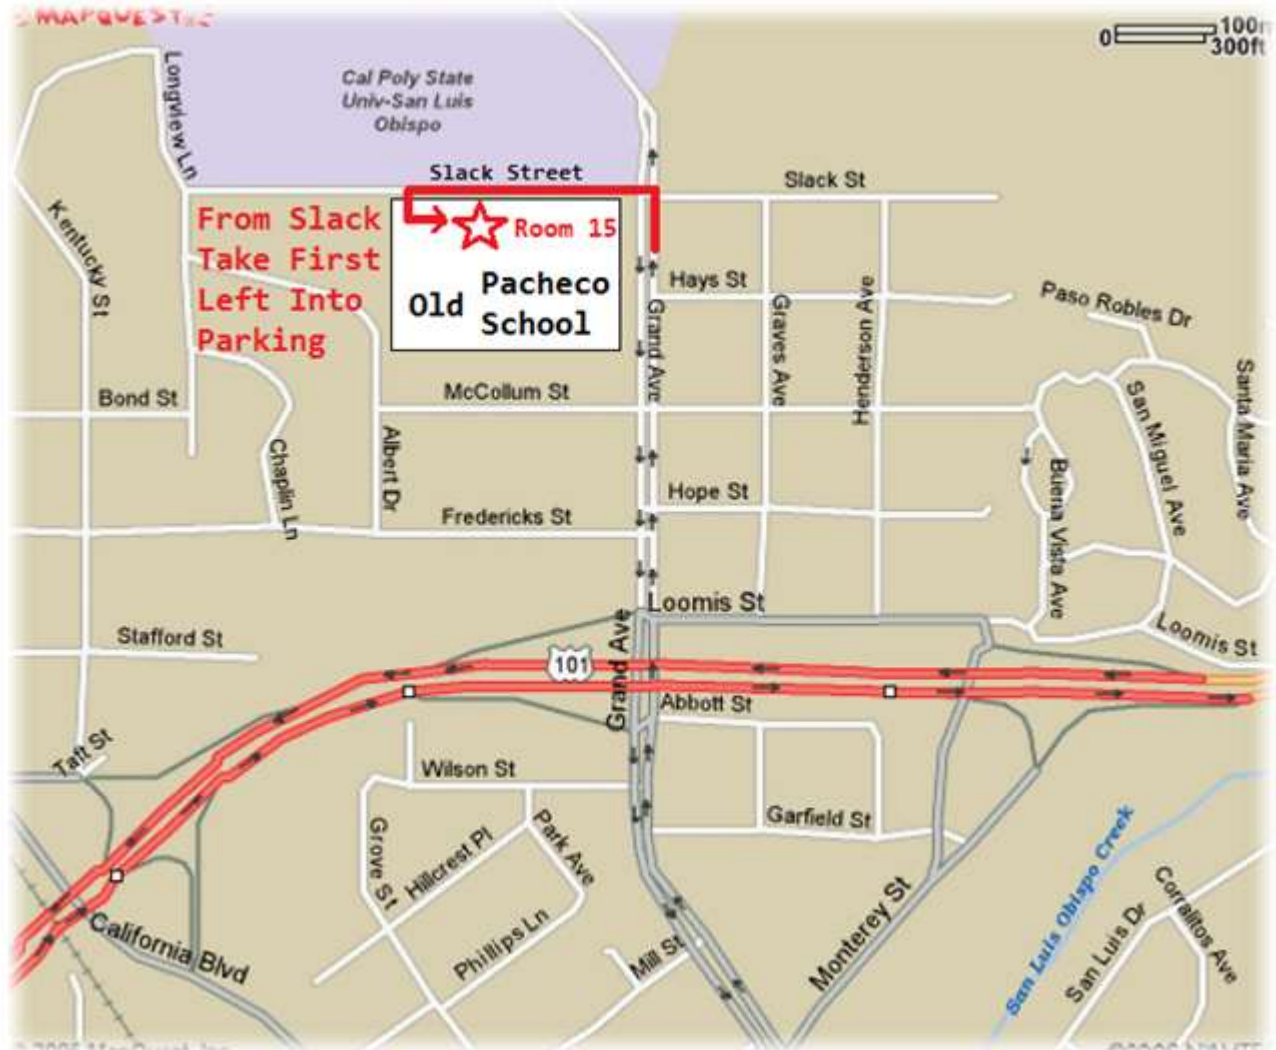 MAPQUEST
100m
0
300ft
Cal Poly State
Univ-San Luis
Obispo
Longview Ln
Slack Street
Slack St
From Slack
Take First
Left Into
Parking
Room 15
Old
Pacheco
School
Kentucky St
Hays St
Grand Ave
Graves Ave
Henderson Ave
Paso Robles Dr
San Miguel Ave
Santa Maria Ave
Bond St
McCollum St
Chaplin Ln
Albert Dr
Hope St
Fredericks St
Buena Vista Ave
Loomis St
Loomis St
Stafford St
101
Grand Ave
Abbott St
Taft St
Wilson St
Garfield St
Grove St
Hillcrest Pl
Park Ave
Phillips Ln
Mill St
Monterey St
California Blvd
San Luis Obispo Creek
San Luis Dr
Corralitos Ave